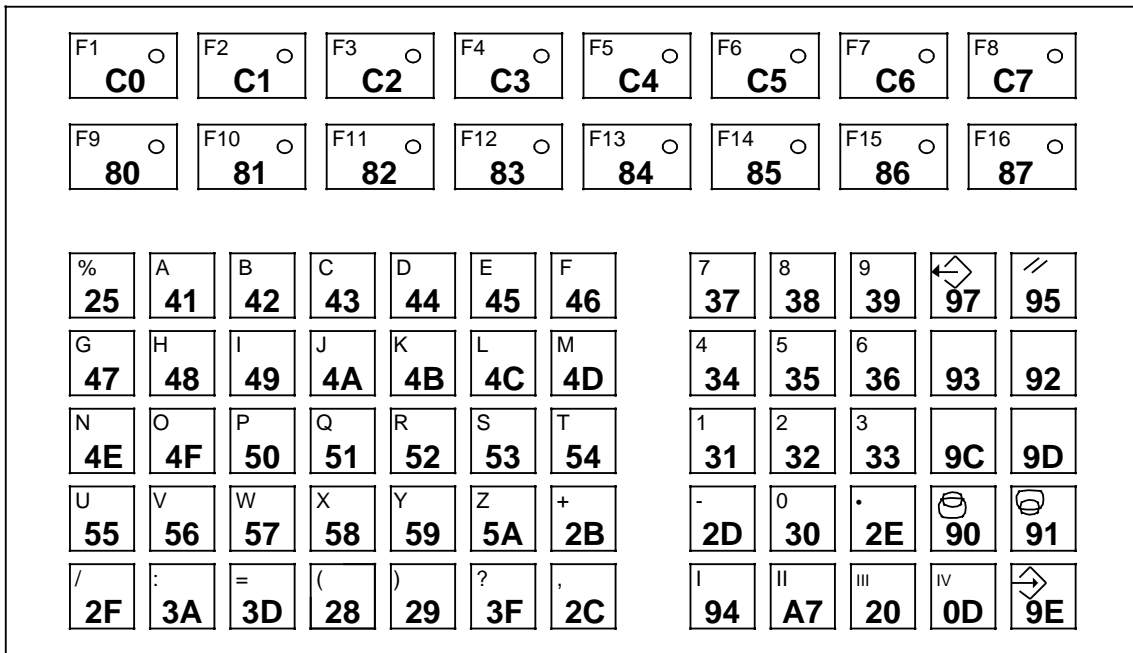 F1 F2 F3 F4 F5 F6 F7 F8
C0 C1 C2 C3 C4 C5 C6 C7
F9 F10 F11 F12 F13 F14 F15 F16
80 81 82 83 84 85 86 87
% A B C D E F 7 8 9
25 41 42 43 44 45 46 37 38 39 97 95
G H I J K L M 4 5 6
47 48 49 4A 4B 4C 4D 34 35 36 93 92
N O P Q R S T 1 2 3
4E 4F 50 51 52 53 54 31 32 33 9C 9D
U V W X Y Z + - 0 •
55 56 57 58 59 5A 2B 2D 30 2E 90 91
/ : = ( ) ? , I II III IV
2F 3A 3D 28 29 3F 2C 94 A7 20 0D 9E